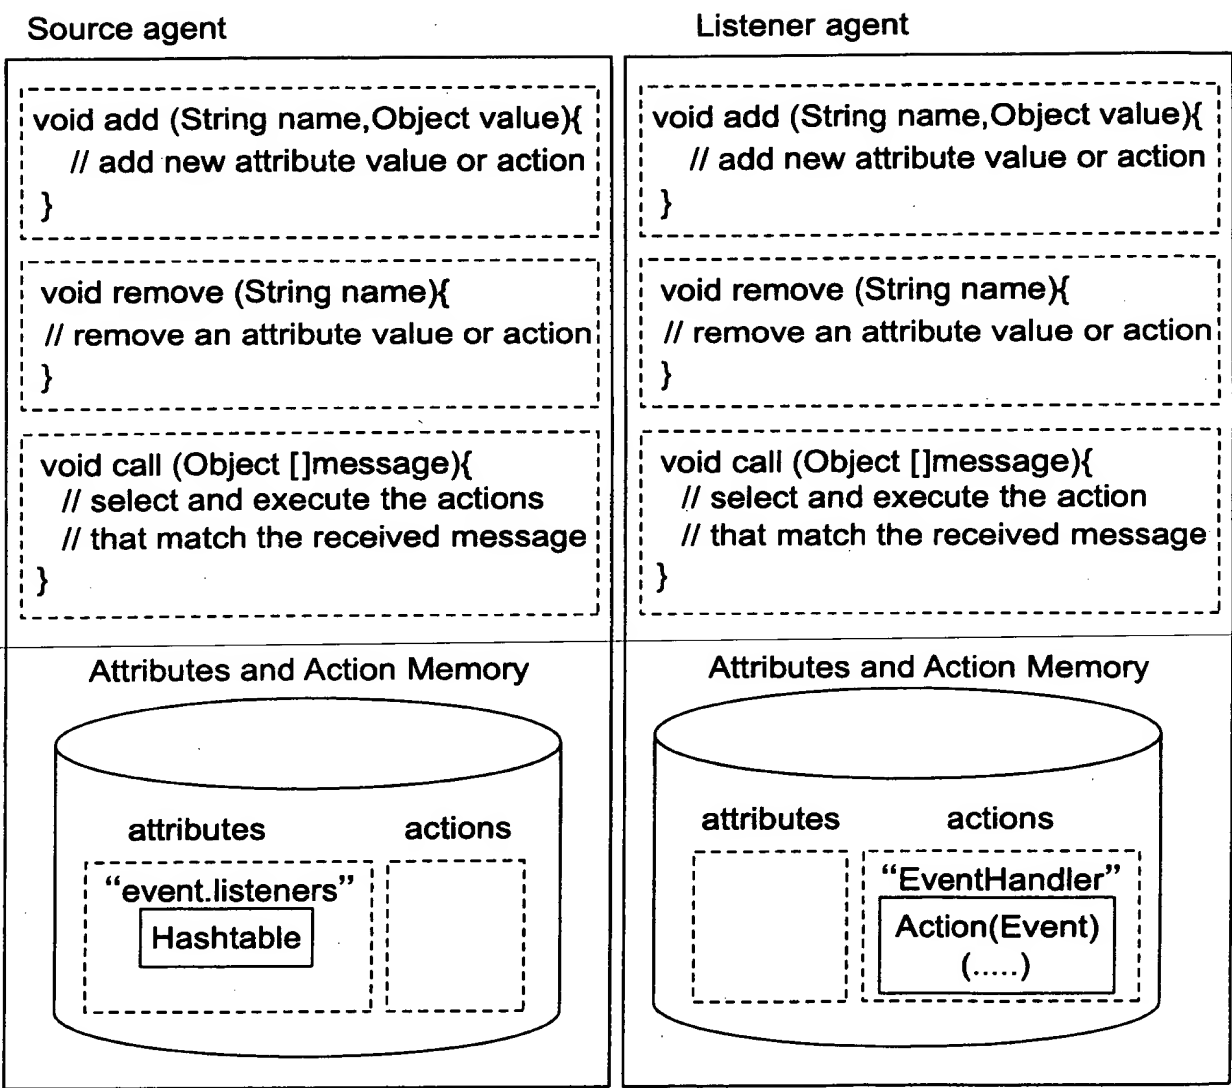 Source agent
void add (String name,Object value){
// add new attribute value or action
}
void remove (String name){
// remove an attribute value or action
}
void call (Object []message){
// select and execute the actions
// that match the received message
}
Attributes and Action Memory
attributes
actions
“event.listeners”
Hashtable
Listener agent
void add (String name,Object value){
// add new attribute value or action
}
void remove (String name){
// remove an attribute value or action
}
void call (Object []message){
// select and execute the action
// that match the received message
}
Attributes and Action Memory
attributes
actions
“EventHandler”
Action(Event)
(.....)